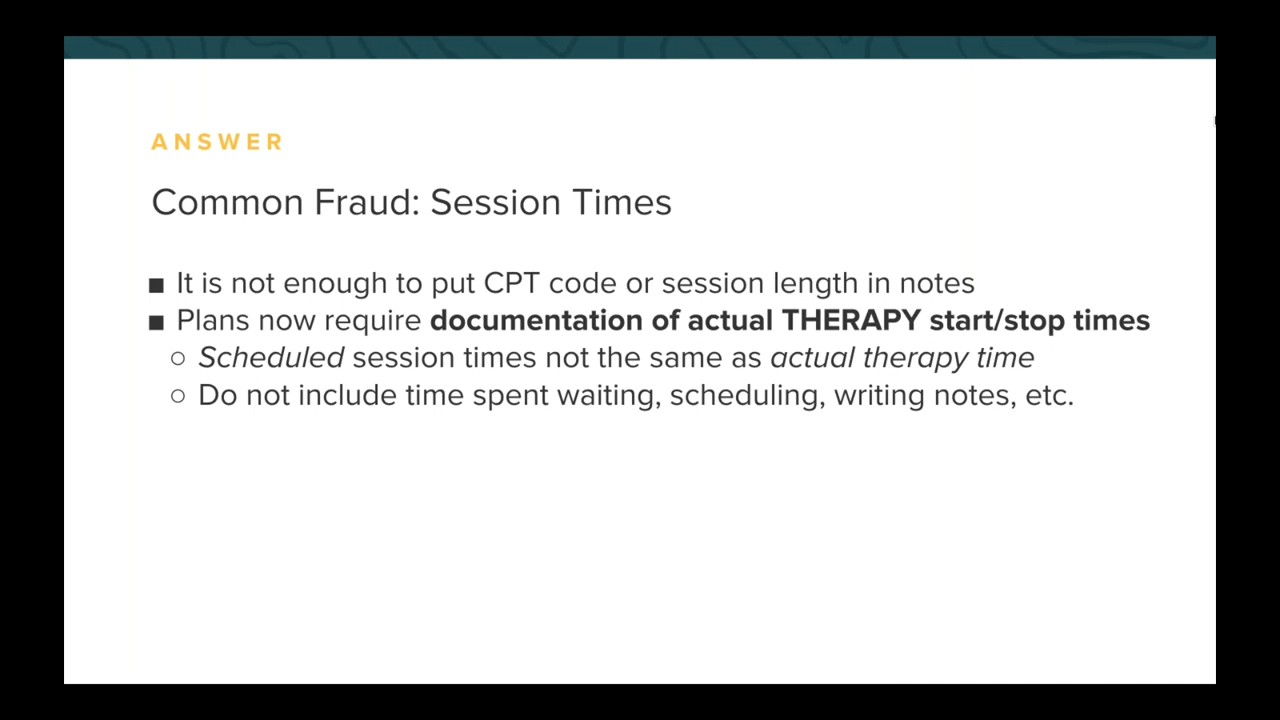 ANSWER
Common Fraud: Session Times
■ It is not enough to put CPT code or session length in notes
■ Plans now require documentation of actual THERAPY start/stop times
○ Scheduled session times not the same as actual therapy time
○ Do not include time spent waiting, scheduling, writing notes, etc.